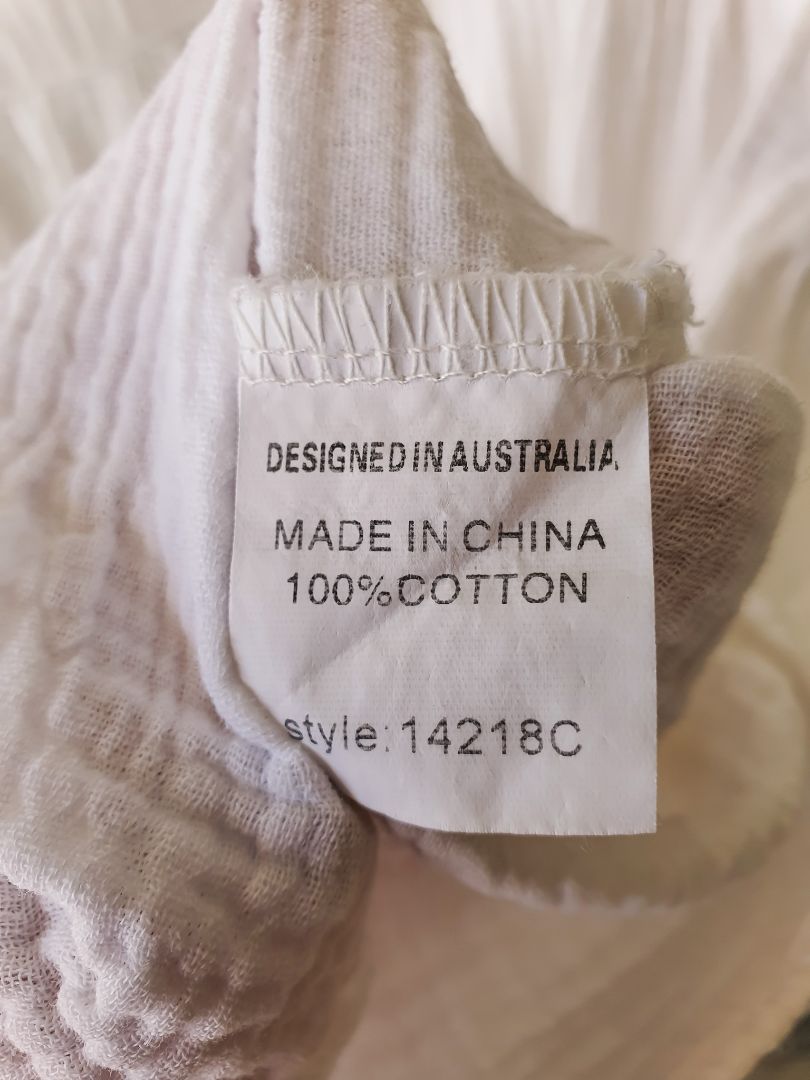 DESIGNED IN AUSTRALIA
MADE IN CHINA
100%COTTON
style:14218C